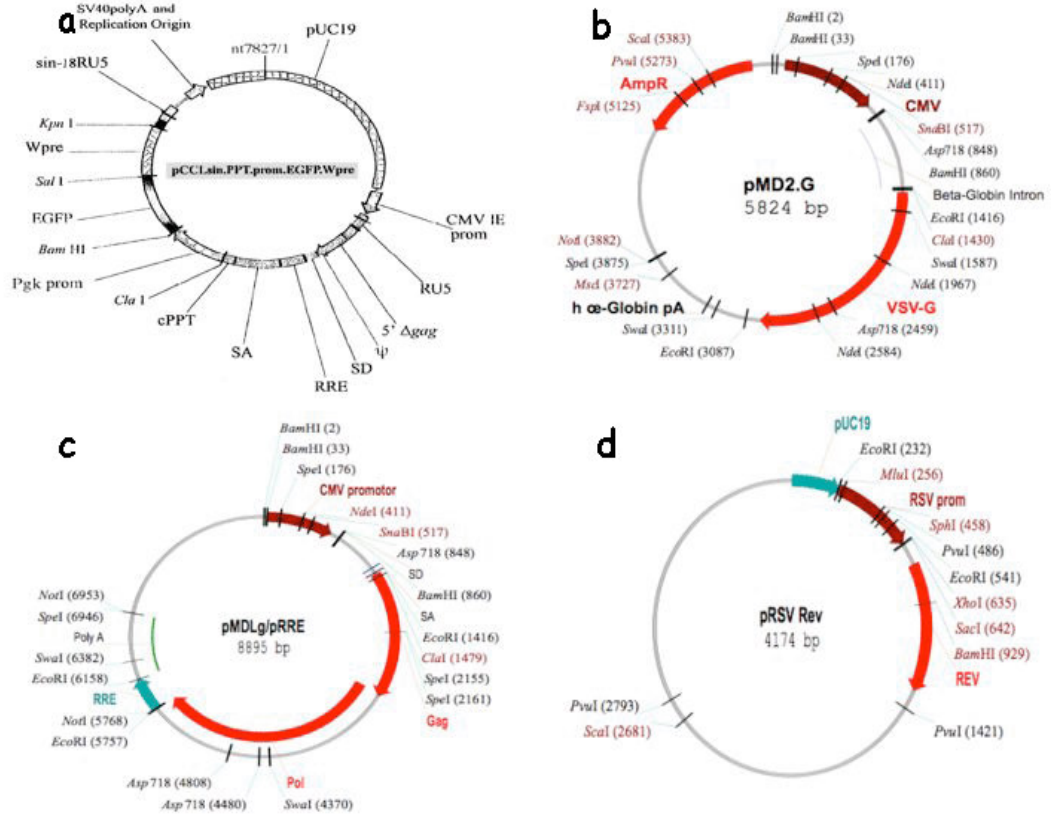 a
SV40polyA and
Replication Origin
pUC19
nt7827/1
sin-18RU5
Kpn I
Wpre
Sal I
EGFP
Bam HI
Pgk prom
Cla I
cPPT
SA
RRE
SD
Ψ
5' Δgag
RU5
CMV IE
prom
pCCLsin.PPT.prom.EGFP.Wpre
b
BamHI (2)
BamHI (33)
SpeI (176)
NdeI (411)
CMV
SnaBI (517)
Asp718 (848)
BamHI (860)
Beta-Globin Intron
EcoRI (1416)
ClaI (1430)
SwaI (1587)
NdeI (1967)
VSV-G
Asp718 (2459)
NdeI (2584)
EcoRI (3087)
SwaI (3311)
h œ-Globin pA
MscI (3727)
SpeI (3875)
NotI (3882)
FspI (5125)
AmpR
PvuI (5273)
ScaI (5383)
pMD2.G
5824 bp
c
BamHI (2)
BamHI (33)
SpeI (176)
CMV promotor
NdeI (411)
SnaBI (517)
Asp718 (848)
SD
BamHI (860)
SA
EcoRI (1416)
ClaI (1479)
SpeI (2155)
SpeI (2161)
Gag
Pol
SwaI (4370)
Asp718 (4480)
Asp718 (4808)
EcoRI (5757)
NotI (5768)
RRE
EcoRI (6158)
SwaI (6382)
Poly A
SpeI (6946)
NotI (6953)
pMDLg/pRRE
8895 bp
d
pUC19
EcoRI (232)
MluI (256)
RSV prom
SphI (458)
PvuI (486)
EcoRI (541)
XhoI (635)
SacI (642)
BamHI (929)
REV
PvuI (1421)
ScaI (2681)
PvuI (2793)
pRSV Rev
4174 bp